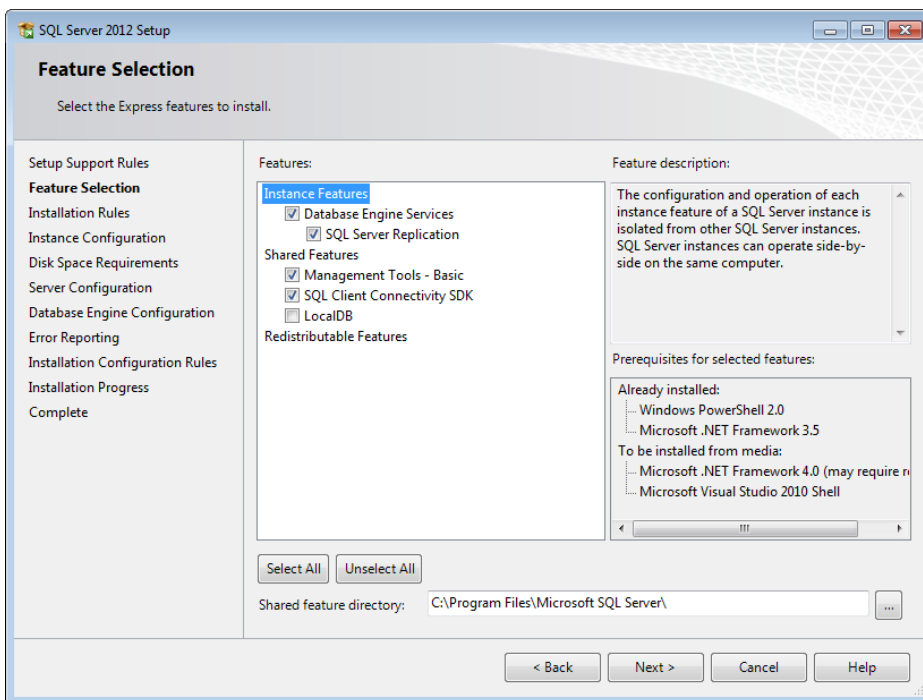 SQL Server 2012 Setup
Feature Selection
Select the Express features to install.
Setup Support Rules
Feature Selection
Installation Rules
Instance Configuration
Disk Space Requirements
Server Configuration
Database Engine Configuration
Error Reporting
Installation Configuration Rules
Installation Progress
Complete
Features:
Instance Features
Database Engine Services
SQL Server Replication
Shared Features
Management Tools - Basic
SQL Client Connectivity SDK
LocalDB
Redistributable Features
Feature description:
The configuration and operation of each
instance feature of a SQL Server instance is
isolated from other SQL Server instances.
SQL Server instances can operate side-by-
side on the same computer.
Prerequisites for selected features:
Already installed:
Windows PowerShell 2.0
Microsoft .NET Framework 3.5
To be installed from media:
Microsoft .NET Framework 4.0 (may require
Microsoft Visual Studio 2010 Shell
Select All
Unselect All
Shared feature directory:
C:\Program Files\Microsoft SQL Server\
...
< Back
Next >
Cancel
Help